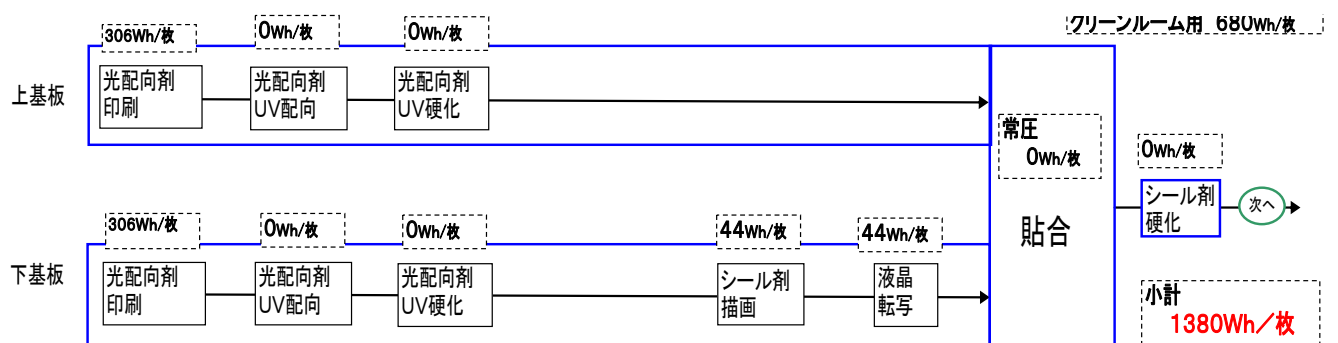 クリーンルーム用 680Wh/枚
306Wh/枚
0Wh/枚
0Wh/枚
上基板
光配向剤
印刷
光配向剤
UV配向
光配向剤
UV硬化
常圧
0Wh/枚
貼合
0Wh/枚
シール剤
硬化
次へ
306Wh/枚
0Wh/枚
0Wh/枚
44Wh/枚
44Wh/枚
下基板
光配向剤
印刷
光配向剤
UV配向
光配向剤
UV硬化
シール剤
描画
液晶
転写
小計
1380Wh/枚